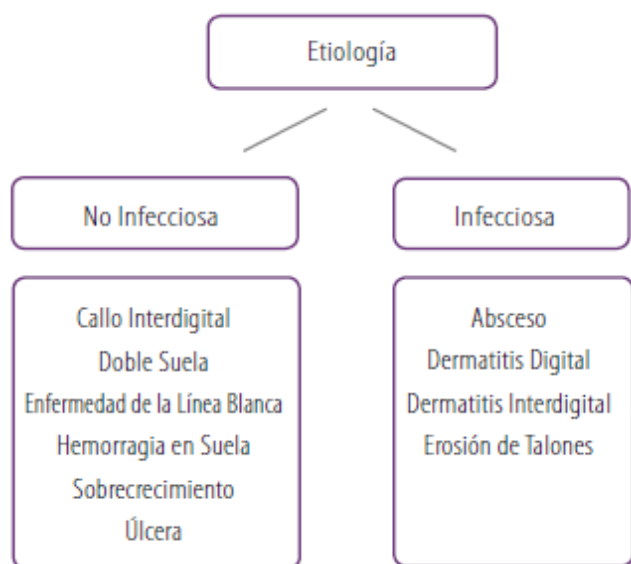 Etiología
No Infecciosa
Infecciosa
Callo Interdigital
Doble Suela
Enfermedad de la Línea Blanca
Hemorragia en Suela
Sobrecrecimiento
Úlcera
Absceso
Dermatitis Digital
Dermatitis Interdigital
Erosión de Talones